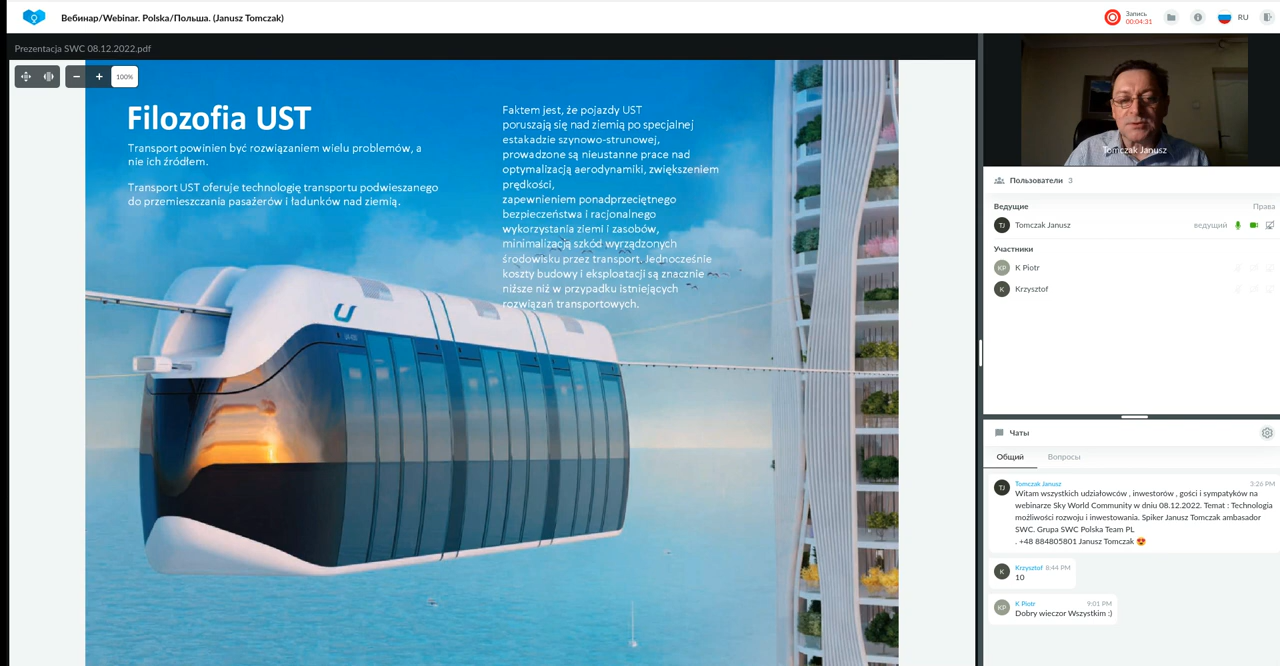 Вебинар/Webinar. Polska/Польша. (Janusz Tomczak)
Запись
00:04:31
RU
Prezentacja SWC 08.12.2022.pdf
100%
Filozofia UST
Transport powinien być rozwiązaniem wielu problemów, a
nie ich źródłem.
Transport UST oferuje technologię transportu podwieszanego
do przemieszczania pasażerów i ładunków nad ziemią.
Faktem jest, że pojazdy UST
poruszają się nad ziemią po specjalnej
estakadzie szynowo-strunowej,
prowadzone są nieustanne prace nad
optymalizacją aerodynamiki, zwiększeniem
prędkości,
zapewnieniem ponadprzeciętnego
bezpieczeństwa i racjonalnego
wykorzystania ziemi i zasobów,
minimalizacją szkód wyrządzonych
środowisku przez transport. Jednocześnie
koszty budowy i eksploatacji są znacznie
niższe niż w przypadku istniejących
rozwiązań transportowych.
Tomczak Janusz
Пользователи 3
Ведущие Права
TJ Tomczak Janusz ведущий
Участники
KP K Piotr
K Krzysztof
Чаты
Общий Вопросы
TJ Tomczak Janusz 3:26 PM
Witam wszystkich udziałowców , inwestorów , gości i sympatyków na
webinarze Sky World Community w dniu 08.12.2022. Temat : Technologia
możliwości rozwoju i inwestowania. Spiker Janusz Tomczak ambasador
SWC. Grupa SWC Polska Team PL
. +48 884805801 Janusz Tomczak 😍
K Krzysztof 8:44 PM
10
KP K Piotr 9:01 PM
Dobry wieczor Wszystkim :)